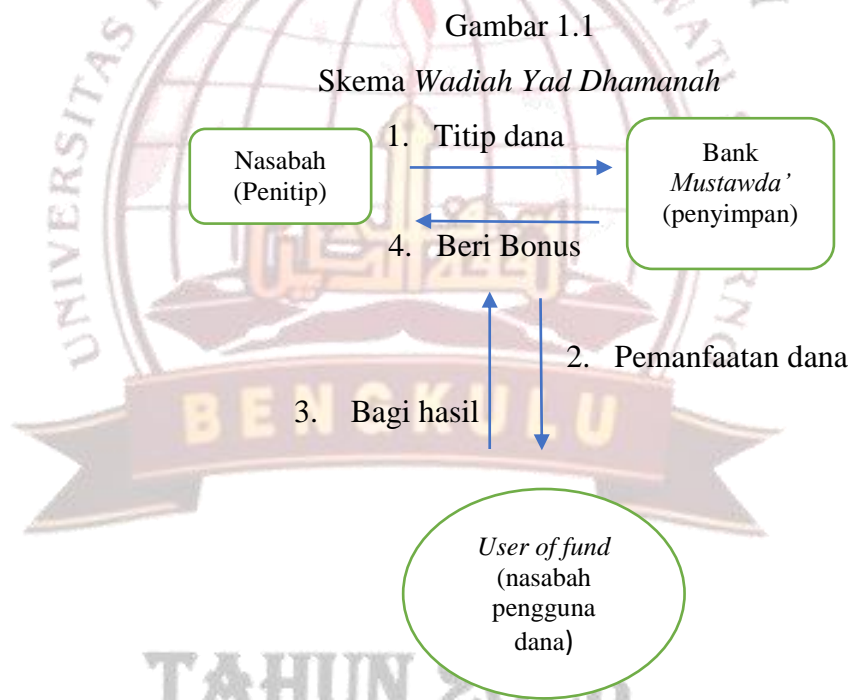 Gambar 1.1
Skema Wadiah Yad Dhamanah
Nasabah
(Penitip)
1. Titip dana
Bank
Mustawda’
(penyimpan)
4. Beri Bonus
2. Pemanfaatan dana
3. Bagi hasil
User of fund
(nasabah
pengguna
dana)
UNIVERSITAS
BENGKULU
TAHUN